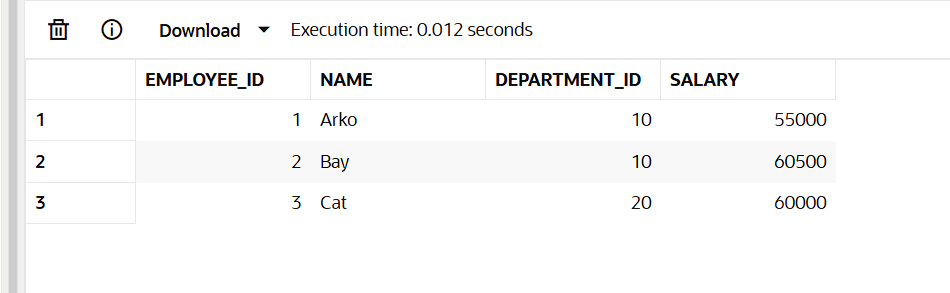 Download Execution time: 0.012 seconds
EMPLOYEE_ID NAME DEPARTMENT_ID SALARY
1 1 Arko 10 55000
2 2 Bay 10 60500
3 3 Cat 20 60000